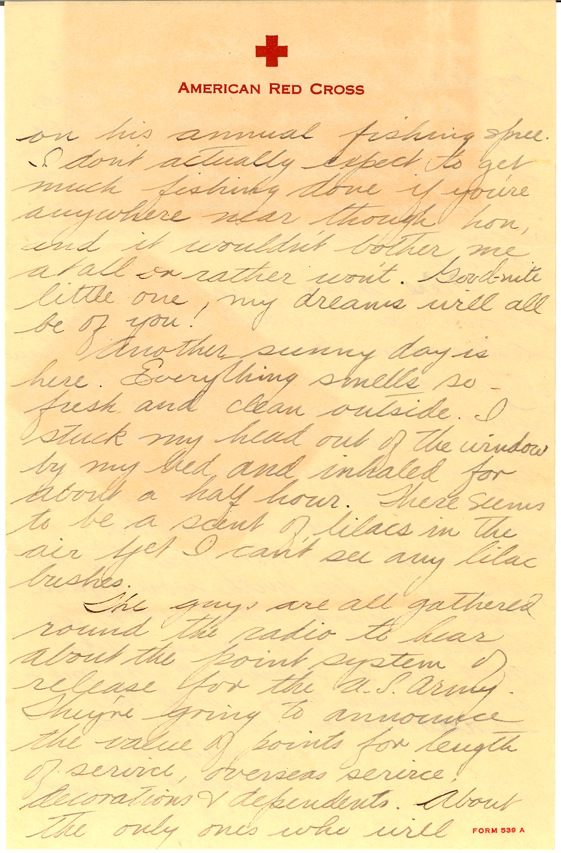 AMERICAN RED CROSS
on his annual fishing spree.
I don't actually expect to get
much fishing done if you're
anywhere near though hon,
and it wouldn't bother me
at all or rather wont. Good-nite
little one, my dreams will all
be of you!
Another sunny day is
here. Everything smells so
fresh and clean outside. I
stuck my head out of the window
by my bed and inhaled for
about a half hour. There seems
to be a scent of lilacs in the
air yet I can't see any lilac
bushes.
The guys are all gathered
round the radio to hear
about the point system of
release for the U.S. Army.
They're going to announce
the value of points for length
of service, overseas service,
decorations & dependents. About
the only ones who will
FORM 539 A